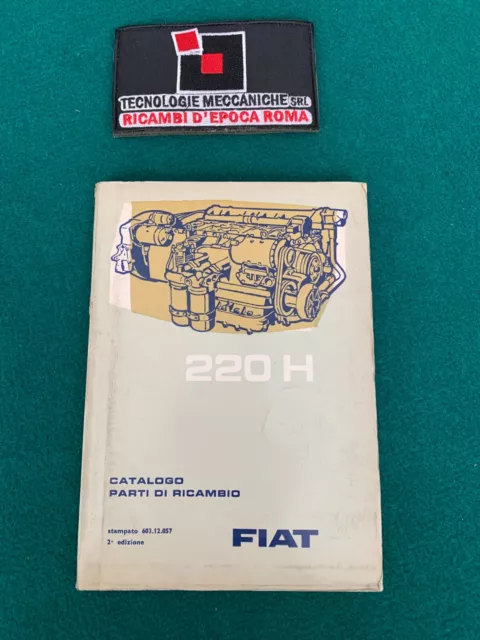 TECNOLOGIE MECCANICHE SRL
RICAMBI D'EPOCA ROMA
220 H
CATALOGO
PARTI DI RICAMBIO
stampato 603.12.057
2ª edizione
FIAT